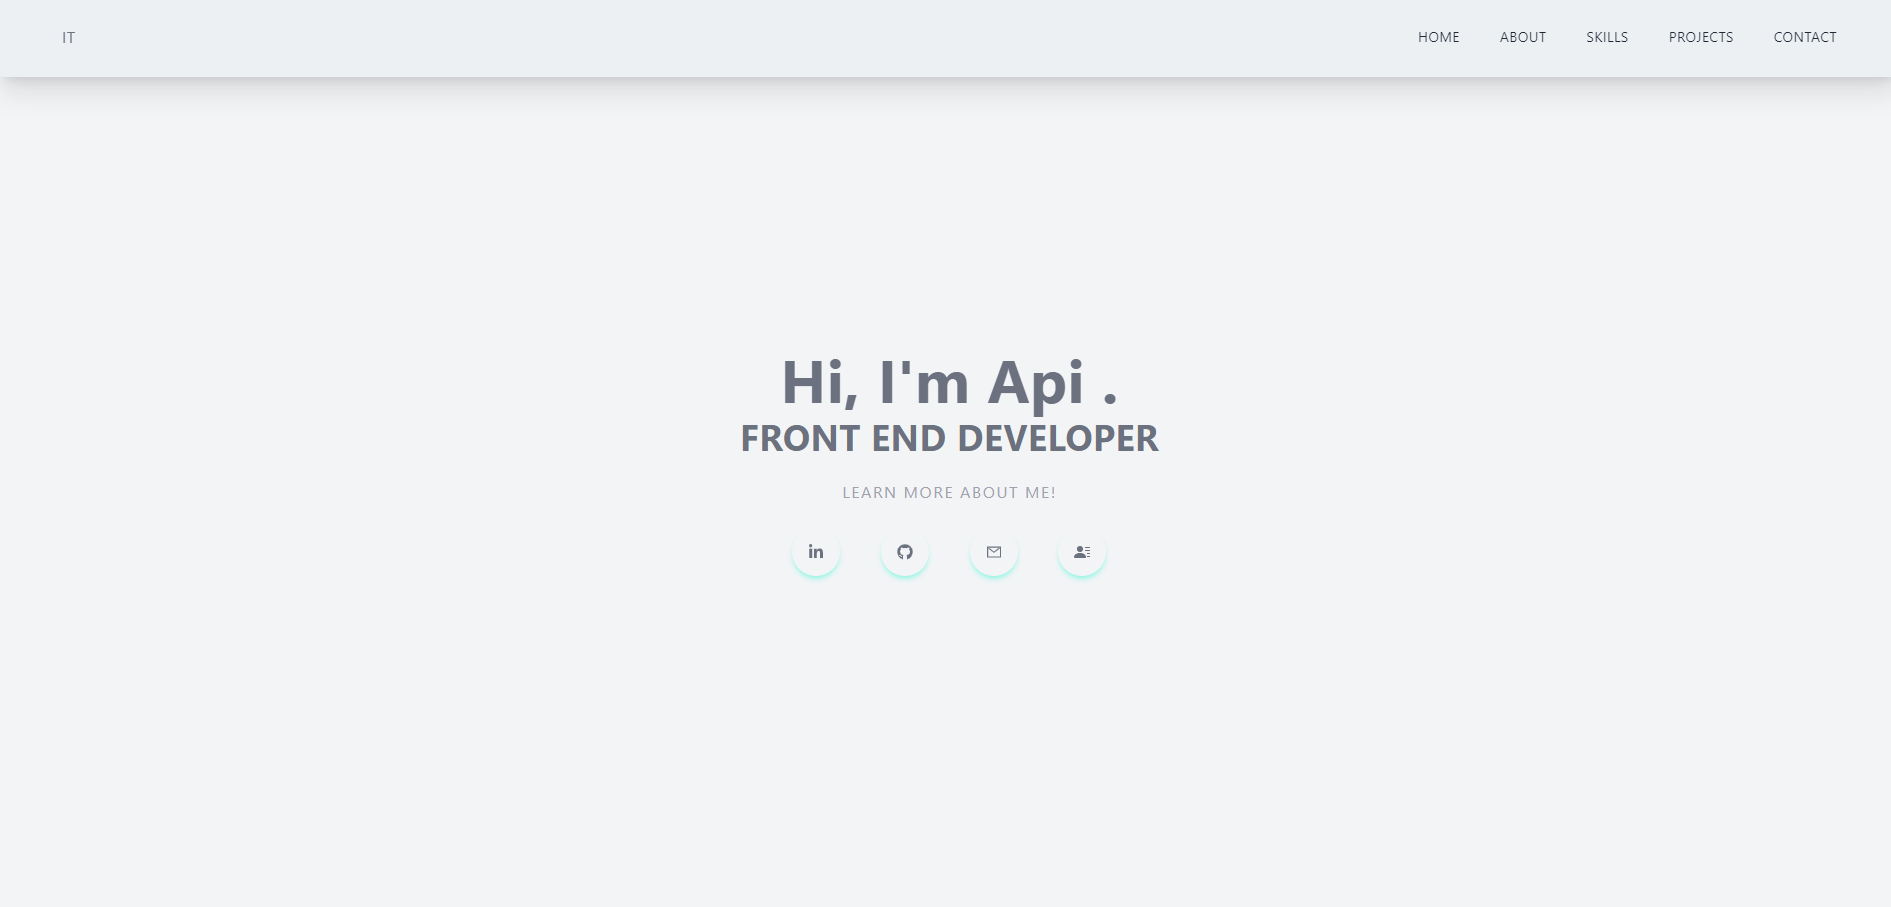 IT
HOME ABOUT SKILLS PROJECTS CONTACT
Hi, I'm Api .
FRONT END DEVELOPER
LEARN MORE ABOUT ME!
in